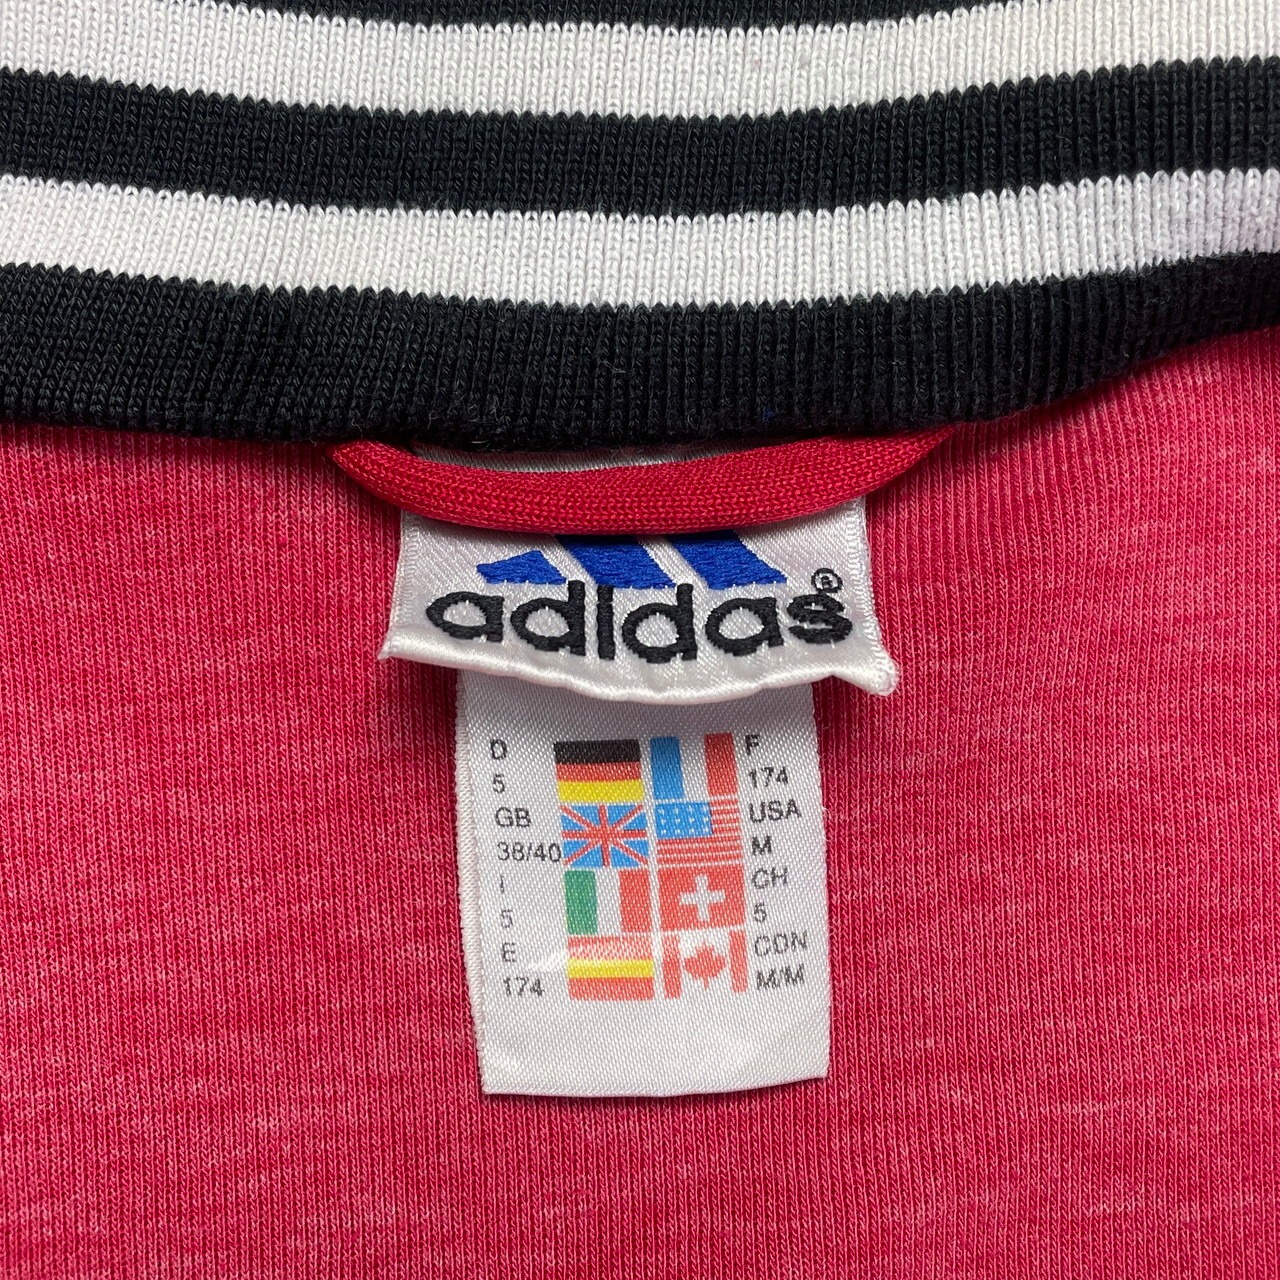 adidas®
D
5
GB
38/40
I
5
E
174
F
174
USA
M
CH
5
CDN
M/M